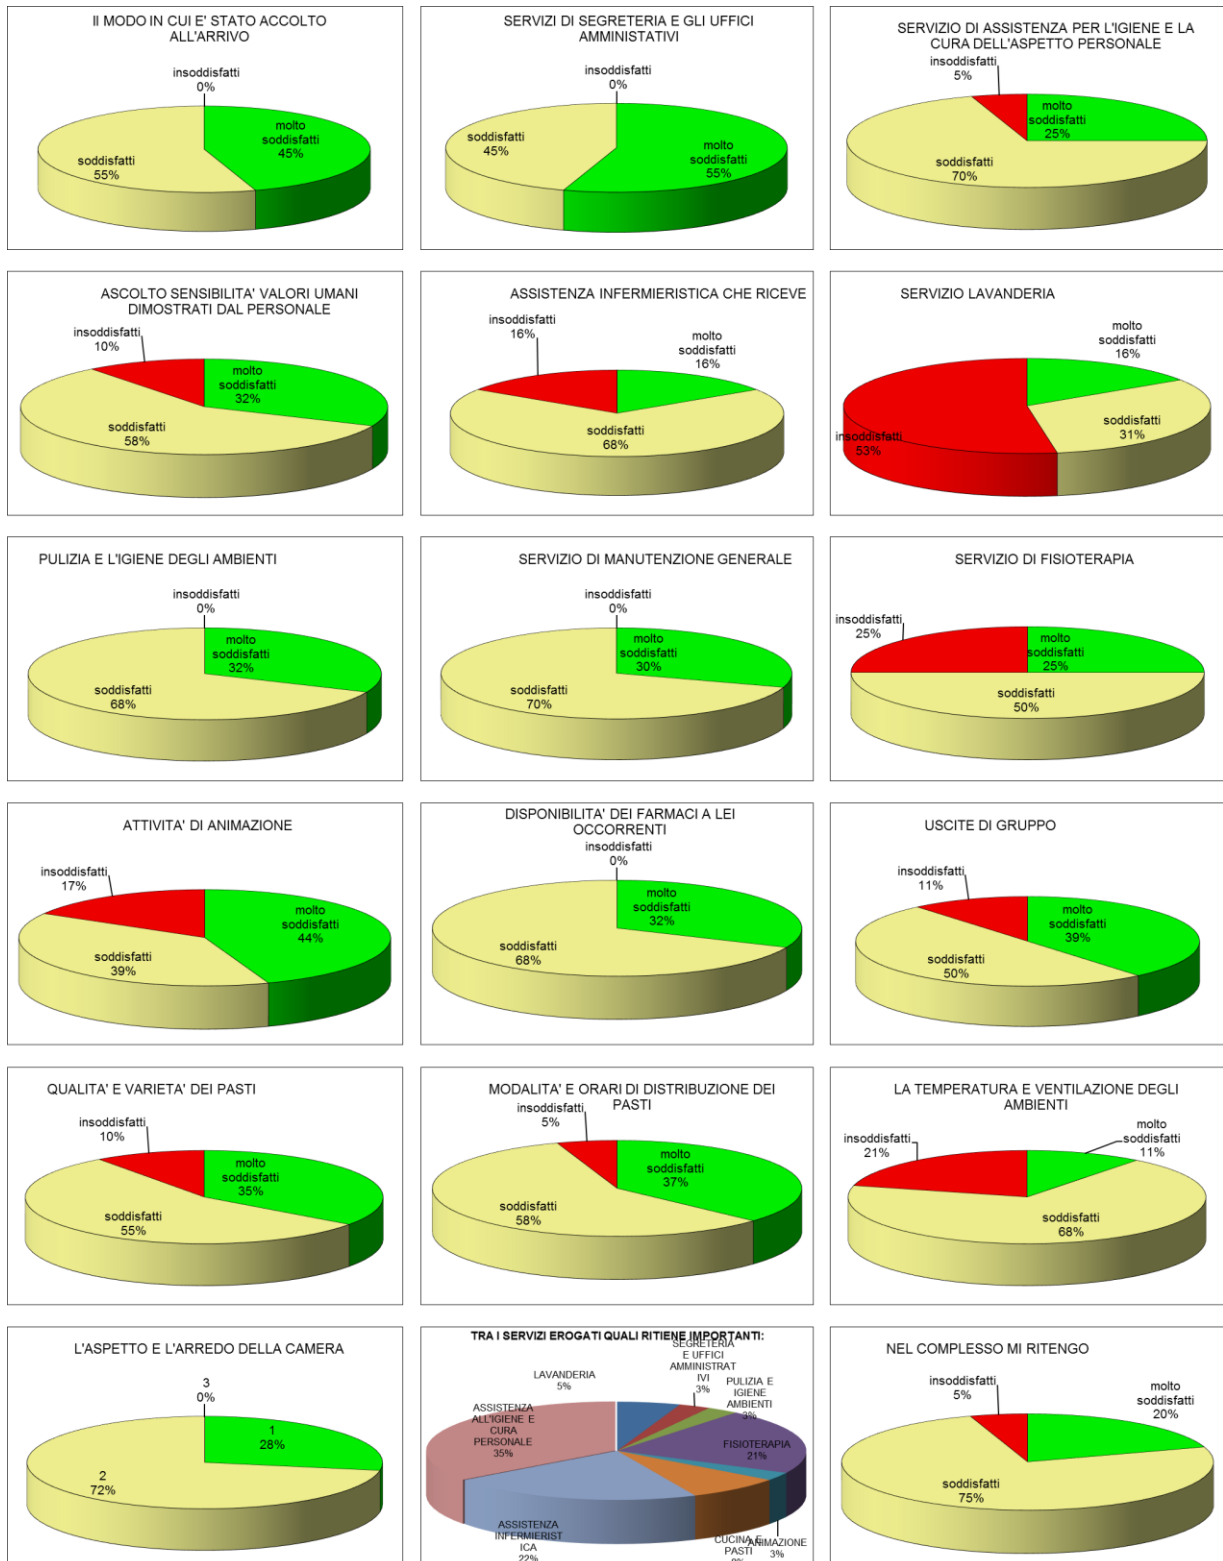 Il MODO IN CUI E' STATO ACCOLTO
ALL'ARRIVO
insoddisfatti
0%
molto
soddisfatti
45%
soddisfatti
55%
SERVIZI DI SEGRETERIA E GLI UFFICI
AMMINISTATIVI
insoddisfatti
0%
soddisfatti
45%
molto
soddisfatti
55%
SERVIZIO DI ASSISTENZA PER L'IGIENE E LA
CURA DELL'ASPETTO PERSONALE
insoddisfatti
5%
molto
soddisfatti
25%
soddisfatti
70%
ASCOLTO SENSIBILITA' VALORI UMANI
DIMOSTRATI DAL PERSONALE
insoddisfatti
10%
molto
soddisfatti
32%
soddisfatti
58%
ASSISTENZA INFERMIERISTICA CHE RICEVE
insoddisfatti
16%
molto
soddisfatti
16%
soddisfatti
68%
SERVIZIO LAVANDERIA
molto
soddisfatti
16%
soddisfatti
31%
insoddisfatti
53%
PULIZIA E L'IGIENE DEGLI AMBIENTI
insoddisfatti
0%
molto
soddisfatti
32%
soddisfatti
68%
SERVIZIO DI MANUTENZIONE GENERALE
insoddisfatti
0%
molto
soddisfatti
30%
soddisfatti
70%
SERVIZIO DI FISIOTERAPIA
insoddisfatti
25%
molto
soddisfatti
25%
soddisfatti
50%
ATTIVITA' DI ANIMAZIONE
insoddisfatti
17%
molto
soddisfatti
44%
soddisfatti
39%
DISPONIBILITA' DEI FARMACI A LEI
OCCORRENTI
insoddisfatti
0%
molto
soddisfatti
32%
soddisfatti
68%
USCITE DI GRUPPO
insoddisfatti
11%
molto
soddisfatti
39%
soddisfatti
50%
QUALITA' E VARIETA' DEI PASTI
insoddisfatti
10%
molto
soddisfatti
35%
soddisfatti
55%
MODALITA' E ORARI DI DISTRIBUZIONE DEI
PASTI
insoddisfatti
5%
molto
soddisfatti
37%
soddisfatti
58%
LA TEMPERATURA E VENTILAZIONE DEGLI
AMBIENTI
insoddisfatti
21%
molto
soddisfatti
11%
soddisfatti
68%
L'ASPETTO E L'ARREDO DELLA CAMERA
3
0%
1
28%
2
72%
TRA I SERVIZI EROGATI QUALI RITIENE IMPORTANTI:
SEGRETERIA
E UFFICI
AMMINISTRAT
IVI
3%
LAVANDERIA
5%
PULIZIA E
IGIENE
AMBIENTI
3%
ASSISTENZA
ALL'IGIENE E
CURA
PERSONALE
35%
FISIOTERAPIA
21%
ASSISTENZA
INFERMIERIST
ICA
22%
CUCINA E
PASTI
ANIMAZIONE
3%
NEL COMPLESSO MI RITENGO
insoddisfatti
5%
molto
soddisfatti
20%
soddisfatti
75%